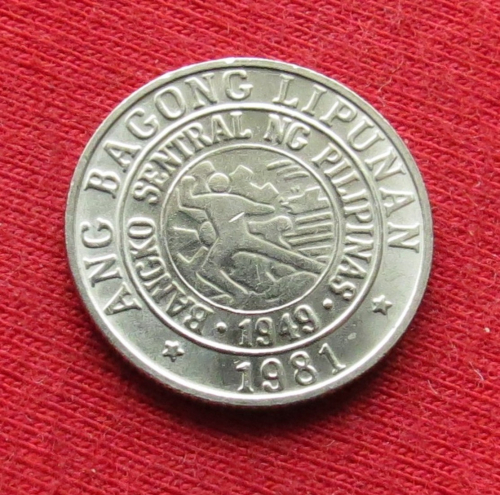 ANG BAGONG LIPUNAN
BANGKO SENTRAL NG PILIPINAS
· 1949 ·
1981